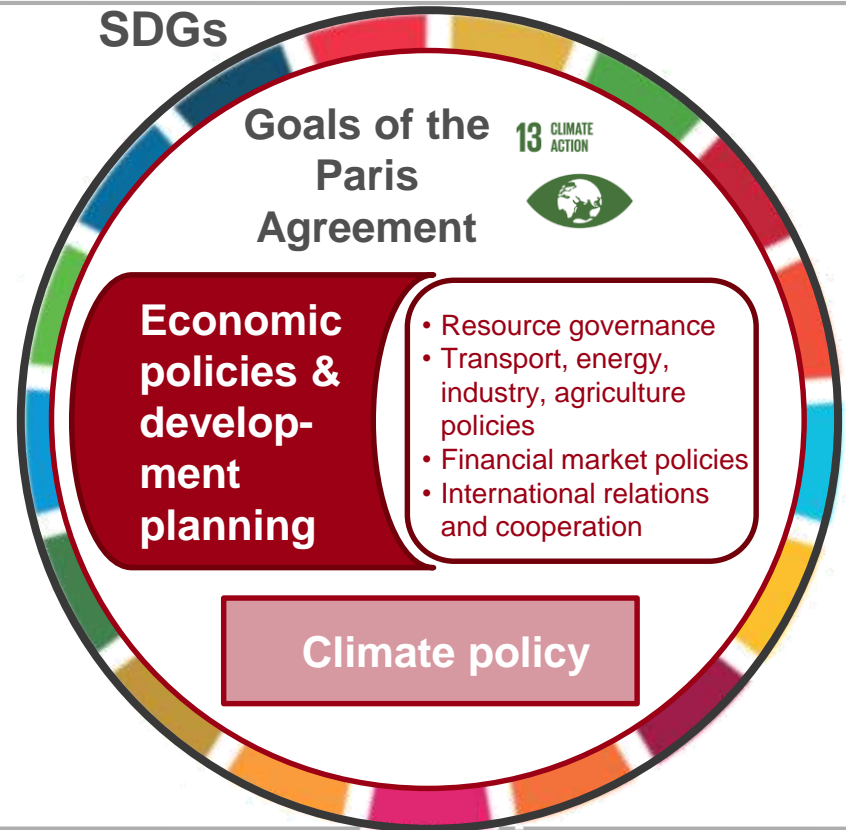 SDGs
Goals of the
Paris
Agreement
13 CLIMATE
ACTION
Economic
policies &
develop-
ment
planning
• Resource governance
• Transport, energy,
industry, agriculture
policies
• Financial market policies
• International relations
and cooperation
Climate policy